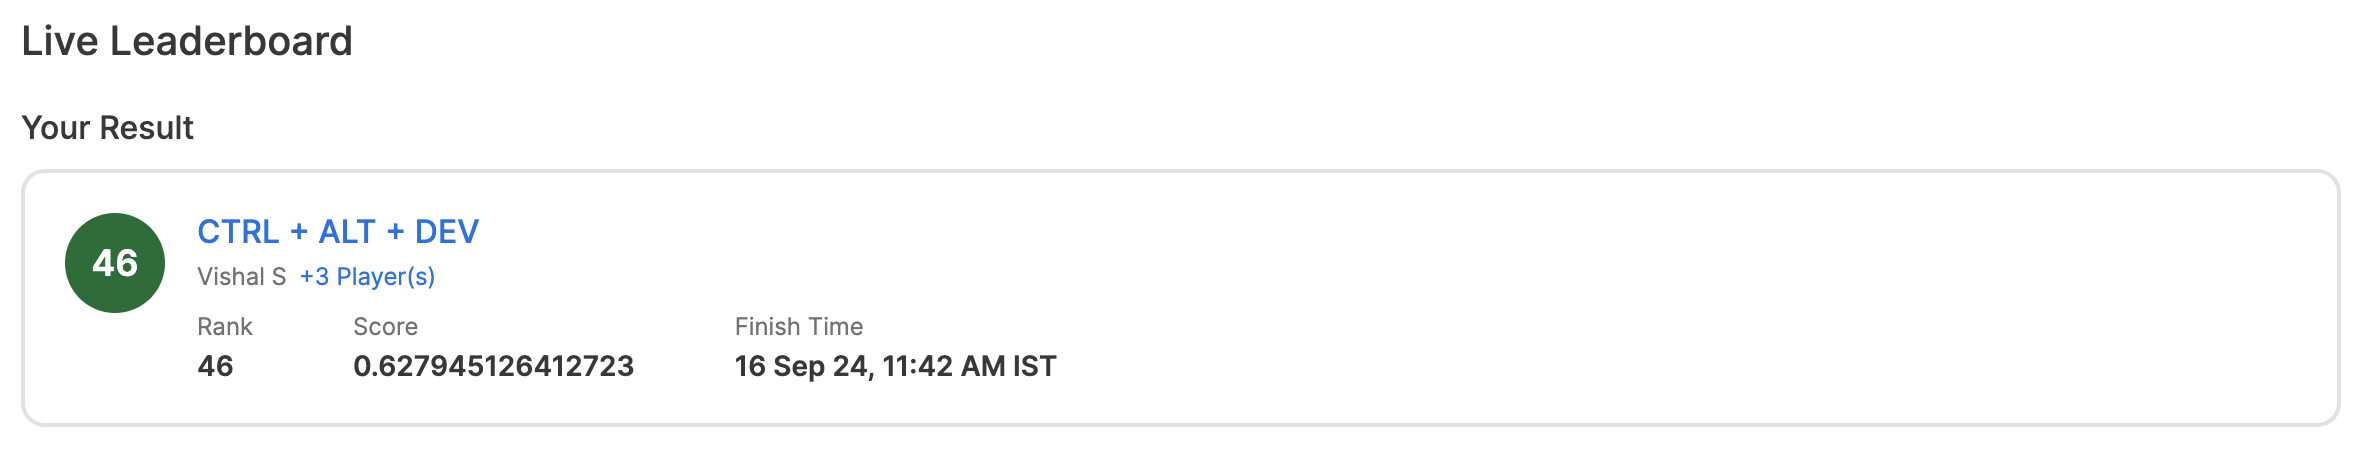 Live Leaderboard
Your Result
46
CTRL + ALT + DEV
Vishal S +3 Player(s)
Rank Score Finish Time
46 0.627945126412723 16 Sep 24, 11:42 AM IST